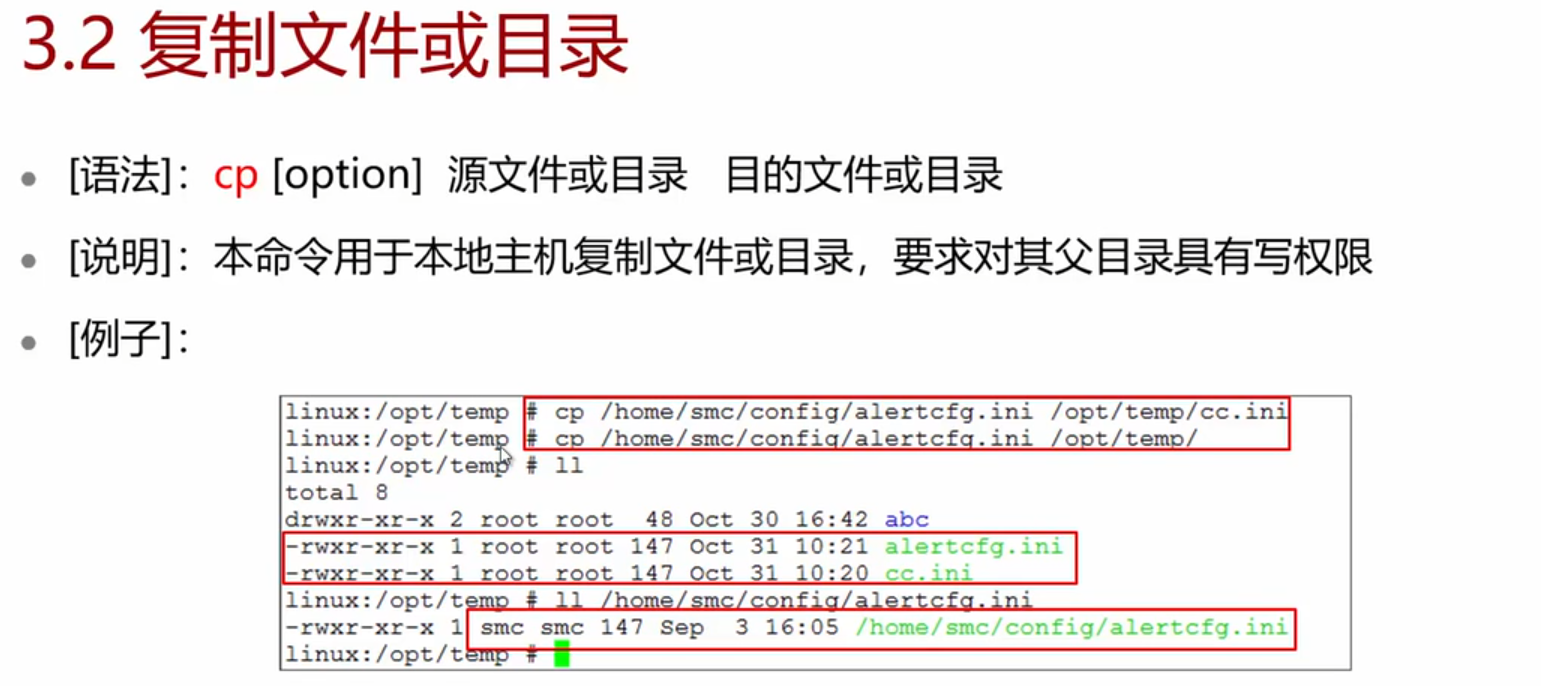 3.2 复制文件或目录
[语法]：cp [option] 源文件或目录 目的文件或目录
[说明]：本命令用于本地主机复制文件或目录，要求对其父目录具有写权限
[例子]：
linux:/opt/temp # cp /home/smc/config/alertcfg.ini /opt/temp/cc.ini
linux:/opt/temp # cp /home/smc/config/alertcfg.ini /opt/temp/
linux:/opt/temp # ll
total 8
drwxr-xr-x 2 root root  48 Oct 30 16:42 abc
-rwxr-xr-x 1 root root 147 Oct 31 10:21 alertcfg.ini
-rwxr-xr-x 1 root root 147 Oct 31 10:20 cc.ini
linux:/opt/temp # ll /home/smc/config/alertcfg.ini
-rwxr-xr-x 1 smc smc 147 Sep  3 16:05 /home/smc/config/alertcfg.ini
linux:/opt/temp #